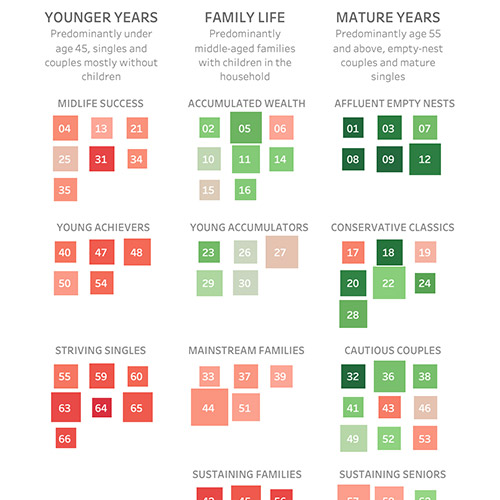 YOUNGER YEARS
Predominantly under
age 45, singles and
couples mostly without
children
MIDLIFE SUCCESS
04 13 21
25 31 34
35
YOUNG ACHIEVERS
40 47 48
50 54
STRIVING SINGLES
55 59 60
63 64 65
66
FAMILY LIFE
Predominantly
middle-aged families
with children in the
household
ACCUMULATED WEALTH
02 05 06
10 11 14
15 16
YOUNG ACCUMULATORS
23 26 27
29 30
MAINSTREAM FAMILIES
33 37 39
44 51
SUSTAINING FAMILIES
MATURE YEARS
Predominantly age 55
and above, empty-nest
couples and mature
singles
AFFLUENT EMPTY NESTS
01 03 07
08 09 12
CONSERVATIVE CLASSICS
17 18 19
20 22 24
28
CAUTIOUS COUPLES
32 36 38
41 43 46
49 52 53
SUSTAINING SENIORS